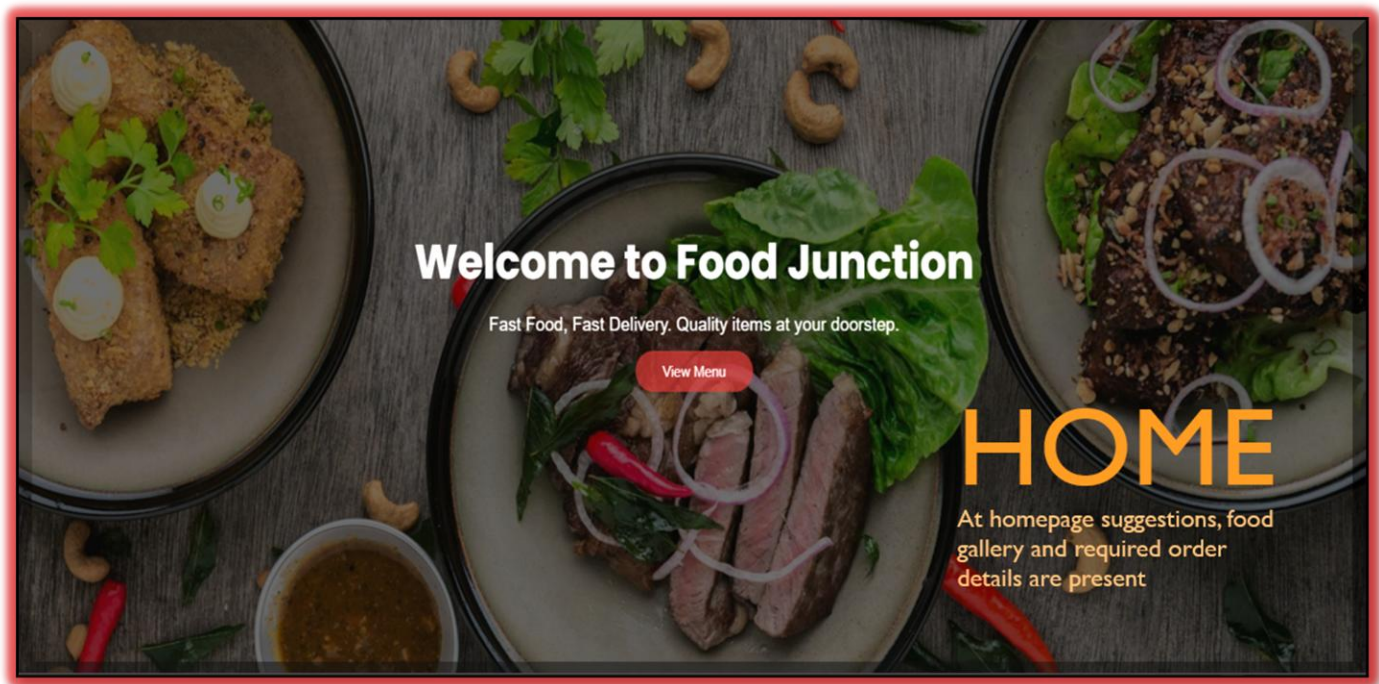 Welcome to Food Junction
Fast Food, Fast Delivery. Quality items at your doorstep.
View Menu
HOME
At homepage suggestions, food
gallery and required order
details are present